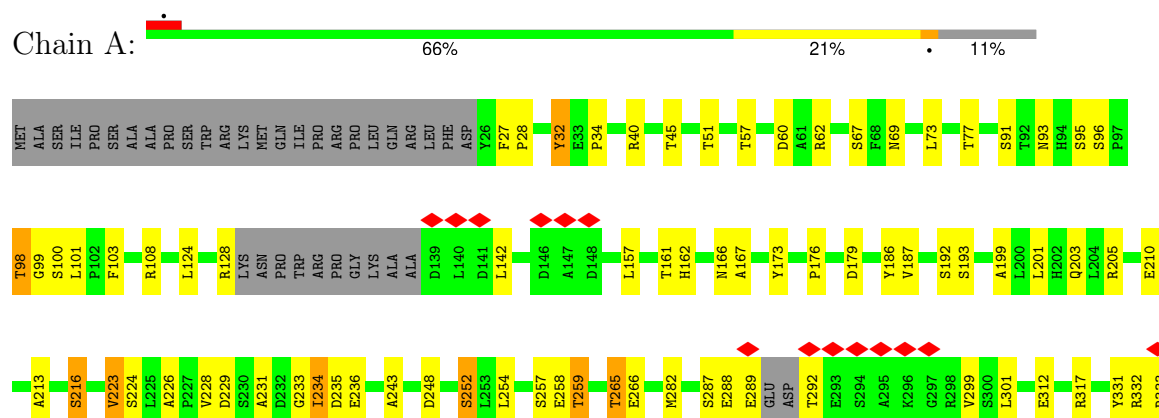 Chain A:
66% 21% • 11%
MET ALA SER ILE PRO SER ALA ALA PRO SER TRP ARG LYS MET GLN ILE PRO ARG PRO LEU GLN ARG LEU PHE ASP Y26 F27 P28 Y32 E33 P34 R40 T45 T51 T57 D60 A61 R62 S67 F68 N69 L73 T77 S91 T92 N93 H94 S95 S96 P97
T98 G99 S100 L101 P102 F103 R108 L124 R128 LYS ASN PRO TRP ARG PRO GLY LYS ALA ALA D139 L140 D141 L142 D146 A147 D148 L157 T161 H162 N166 A167 Y173 P176 D179 Y186 V187 S192 S193 A199 L200 L201 H202 Q203 L204 R205 E210
A213 S216 V223 S224 L225 A226 P227 V228 D229 S230 A231 D232 G233 I234 D235 E236 A243 D248 S252 L253 L254 S257 E258 T259 T265 E266 M282 S287 E288 E289 GLU ASP T292 E293 S294 A295 K296 G297 R298 V299 S300 L301 E312 R317 Y331 R332